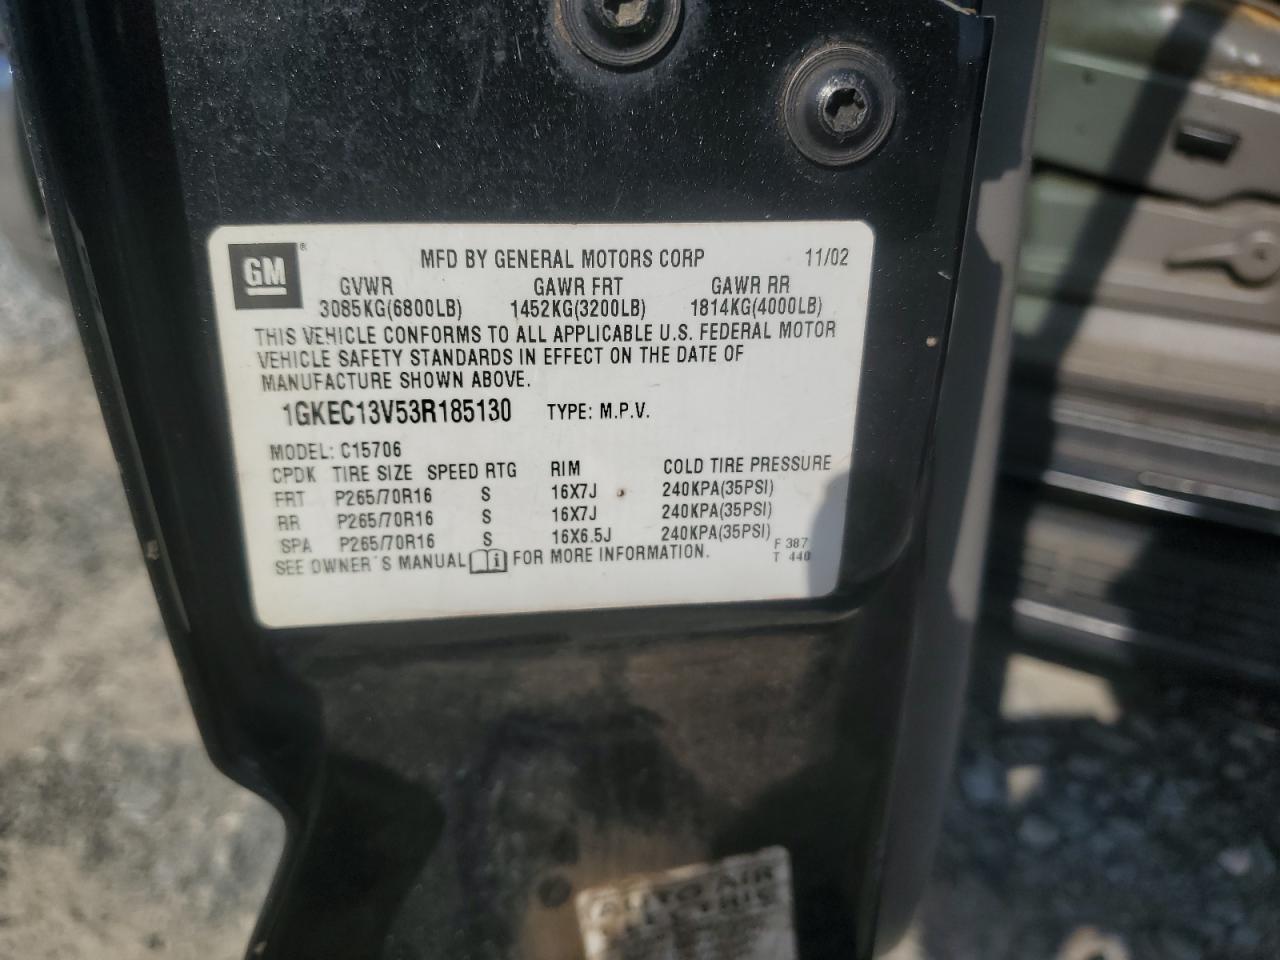 GM ®
MFD BY GENERAL MOTORS CORP 11/02
GVWR GAWR FRT GAWR RR
3085KG(6800LB) 1452KG(3200LB) 1814KG(4000LB)
THIS VEHICLE CONFORMS TO ALL APPLICABLE U.S. FEDERAL MOTOR
VEHICLE SAFETY STANDARDS IN EFFECT ON THE DATE OF
MANUFACTURE SHOWN ABOVE.
1GKEC13V53R185130 TYPE: M.P.V.
MODEL: C15706
CPDK TIRE SIZE SPEED RTG RIM COLD TIRE PRESSURE
FRT P265/70R16 S 16X7J 240KPA(35PSI)
RR P265/70R16 S 16X7J 240KPA(35PSI)
SPA P265/70R16 S 16X6.5J 240KPA(35PSI)
SEE OWNER'S MANUAL i FOR MORE INFORMATION.
F 387
T 440
AUTO AIR